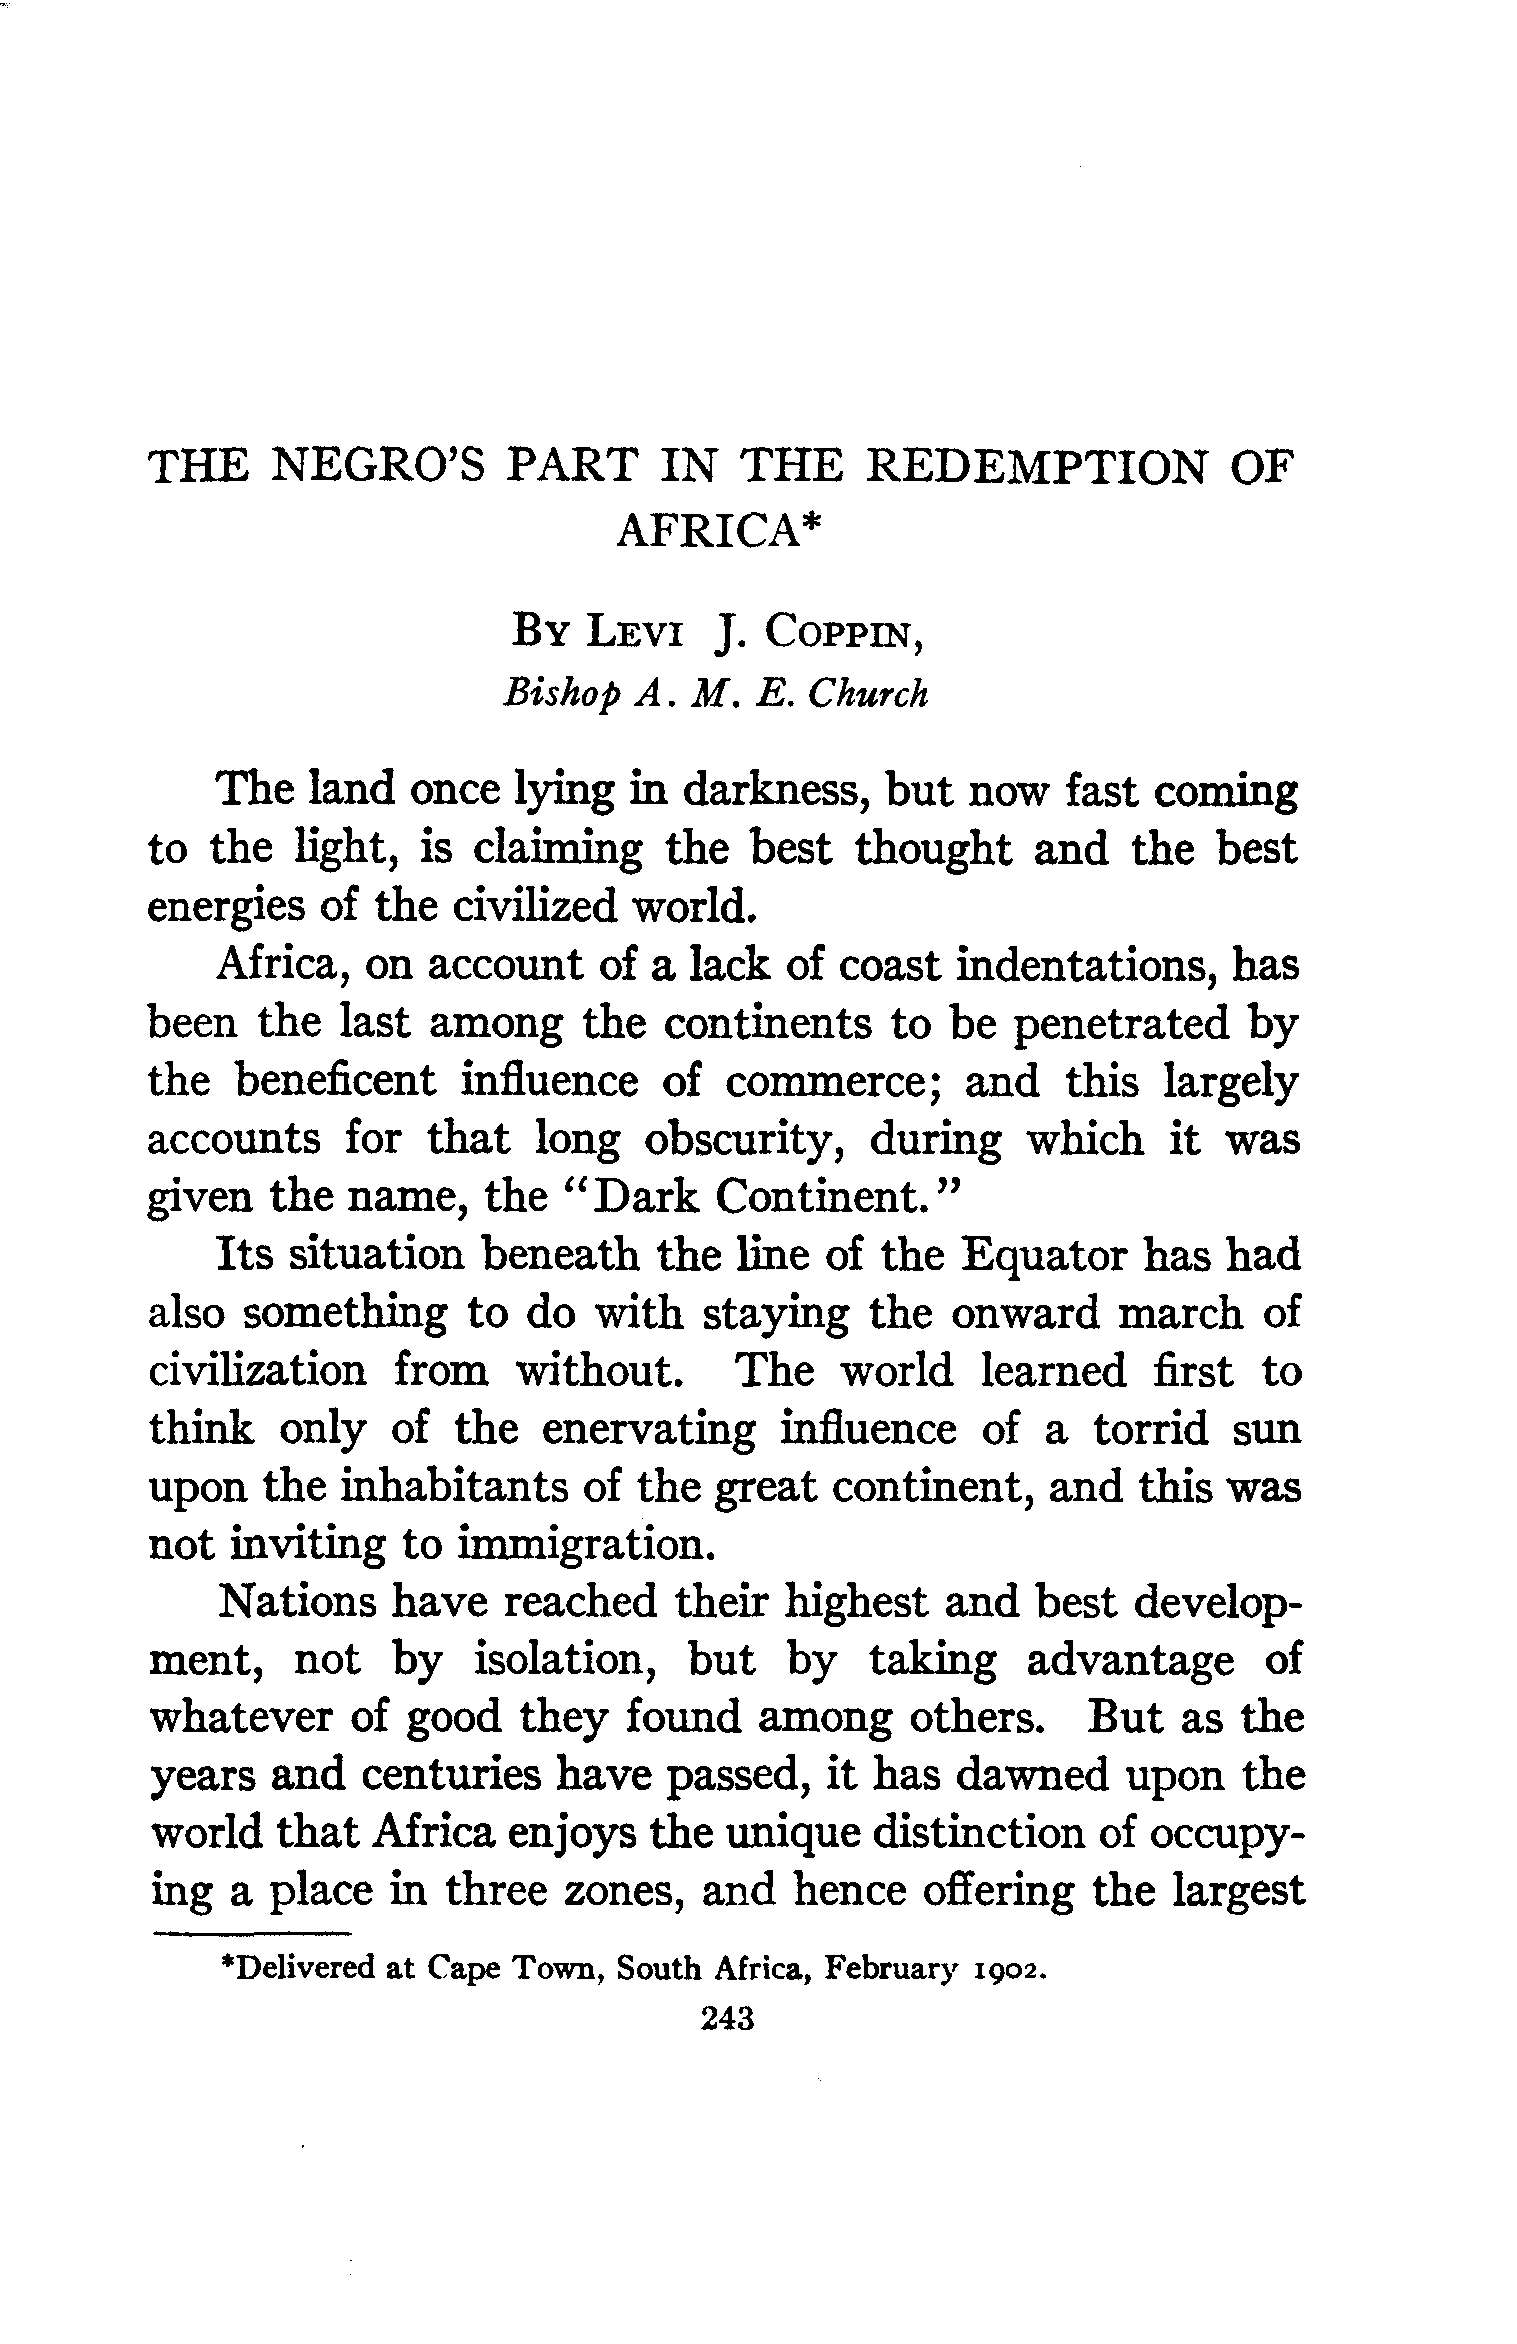 THE NEGRO'S PART IN THE REDEMPTION OF
AFRICA*
BY LEVI J. COPPIN,
Bishop A. M. E. Church
The land once lying in darkness, but now fast coming
to the light, is claiming the best thought and the best
energies of the civilized world.
Africa, on account of a lack of coast indentations, has
been the last among the continents to be penetrated by
the beneficent influence of commerce; and this largely
accounts for that long obscurity, during which it was
given the name, the “Dark Continent.”
Its situation beneath the line of the Equator has had
also something to do with staying the onward march of
civilization from without. The world learned first to
think only of the enervating influence of a torrid sun
upon the inhabitants of the great continent, and this was
not inviting to immigration.
Nations have reached their highest and best develop-
ment, not by isolation, but by taking advantage of
whatever of good they found among others. But as the
years and centuries have passed, it has dawned upon the
world that Africa enjoys the unique distinction of occupy-
ing a place in three zones, and hence offering the largest
*Delivered at Cape Town, South Africa, February 1902.
243